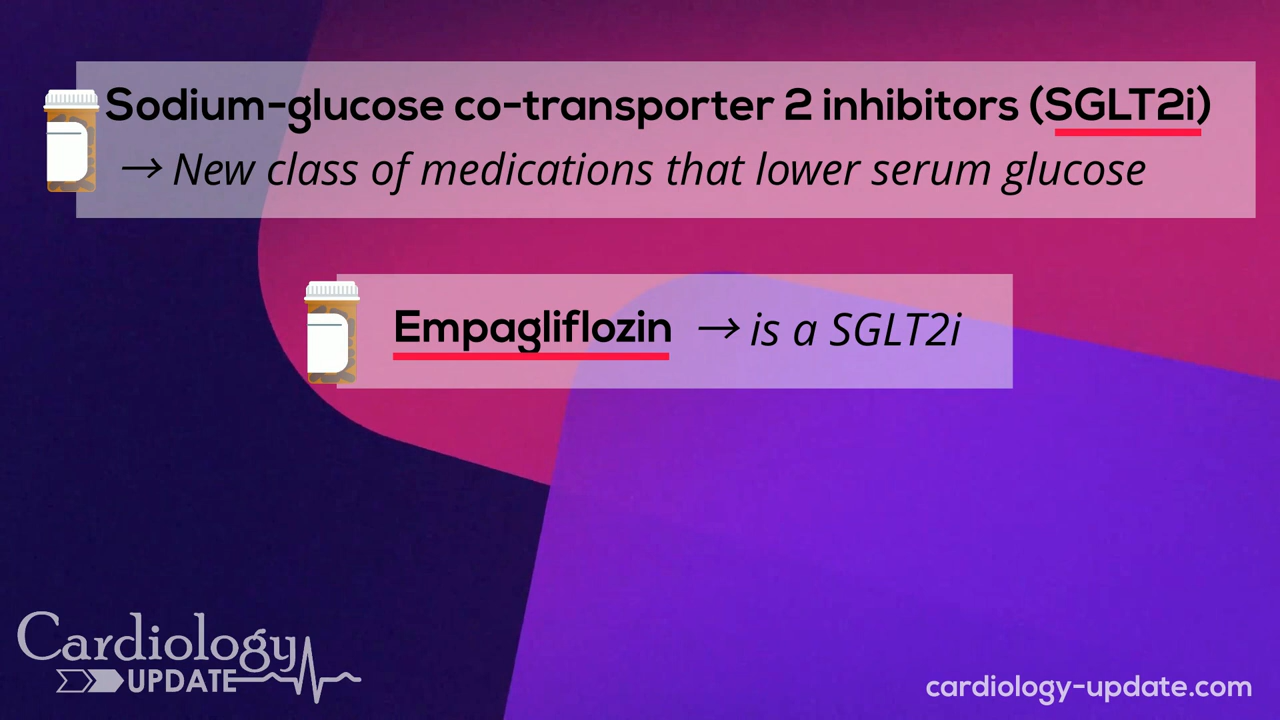 Sodium-glucose co-transporter 2 inhibitors (SGLT2i)
→ New class of medications that lower serum glucose
Empagliflozin → is a SGLT2i
Cardiology
UPDATE
cardiology-update.com